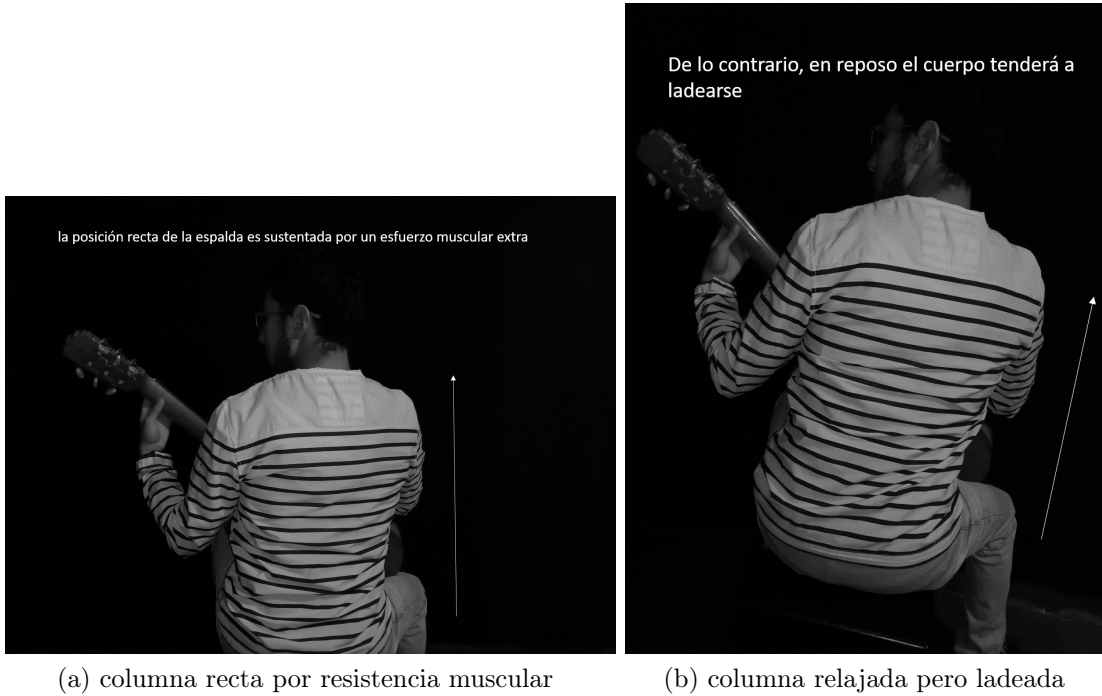 la posición recta de la espalda es sustentada por un esfuerzo muscular extra
De lo contrario, en reposo el cuerpo tenderá a
ladearse
(a) columna recta por resistencia muscular
(b) columna relajada pero ladeada